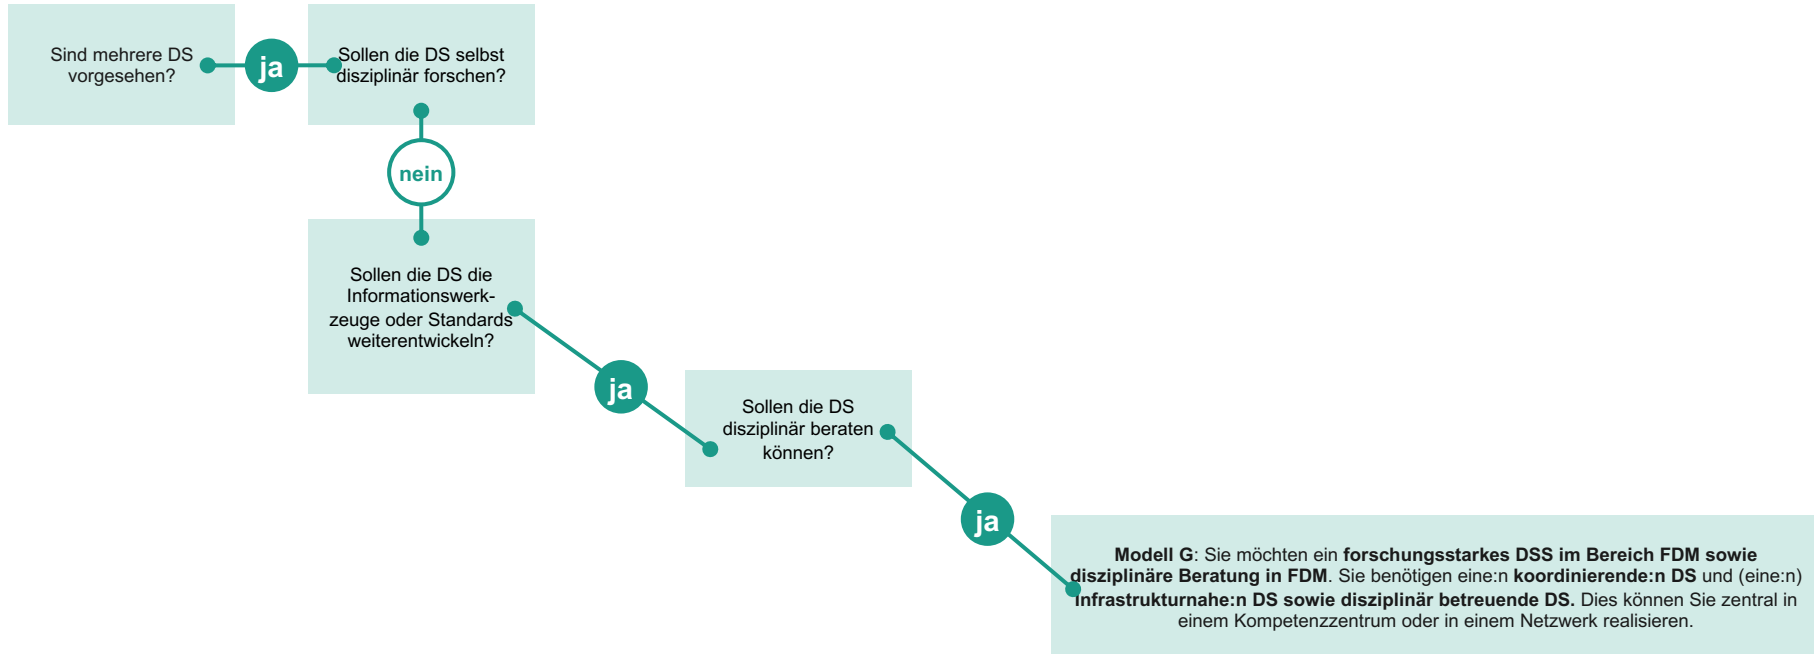 Sind mehrere DS
vorgesehen?
ja
Sollen die DS selbst
disziplinär forschen?
nein
Sollen die DS die
Informationswerk-
zeuge oder Standards
weiterentwickeln?
ja
Sollen die DS
disziplinär beraten
können?
ja
Modell G: Sie möchten ein forschungsstarkes DSS im Bereich FDM sowie
disziplinäre Beratung in FDM. Sie benötigen eine:n koordinierende:n DS und (eine:n)
infrastrukturnahe:n DS sowie disziplinär betreuende DS. Dies können Sie zentral in
einem Kompetenzzentrum oder in einem Netzwerk realisieren.